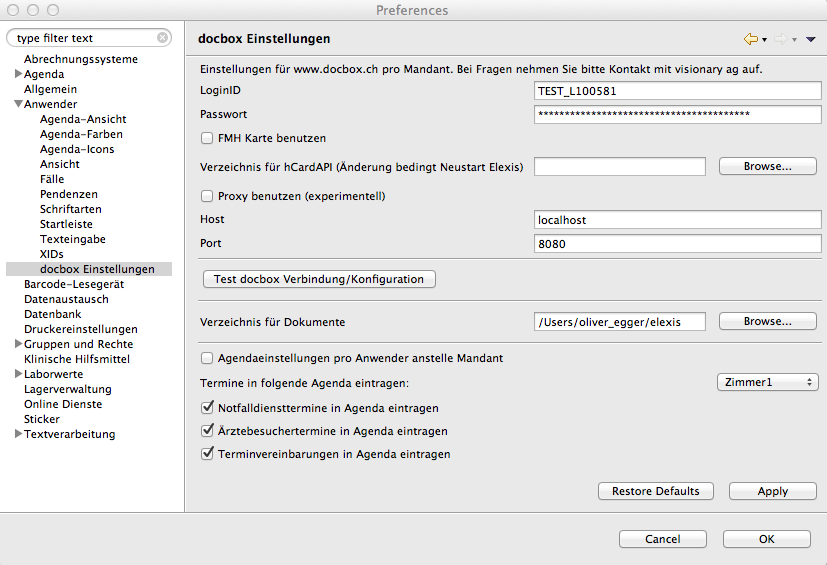 Preferences
type filter text
Abrechnungssysteme
Agenda
Allgemein
Anwender
Agenda-Ansicht
Agenda-Farben
Agenda-Icons
Ansicht
Fälle
Pendenzen
Schriftarten
Startleiste
Texteingabe
XIDs
docbox Einstellungen
Barcode-Lesegerät
Datenaustausch
Datenbank
Druckereinstellungen
Gruppen und Rechte
Klinische Hilfsmittel
Laborwerte
Lagerverwaltung
Online Dienste
Sticker
Textverarbeitung
docbox Einstellungen
Einstellungen für www.docbox.ch pro Mandant. Bei Fragen nehmen Sie bitte Kontakt mit visionary ag auf.
LoginID TEST_L100581
Passwort ****************************************
FMH Karte benutzen
Verzeichnis für hCardAPI (Änderung bedingt Neustart Elexis) Browse...
Proxy benutzen (experimentell)
Host localhost
Port 8080
Test docbox Verbindung/Konfiguration
Verzeichnis für Dokumente /Users/oliver_egger/elexis Browse...
Agendaeinstellungen pro Anwender anstelle Mandant
Termine in folgende Agenda eintragen: Zimmer1
Notfalldiensttermine in Agenda eintragen
Ärztebesuchertermine in Agenda eintragen
Terminvereinbarungen in Agenda eintragen
Restore Defaults Apply
Cancel OK